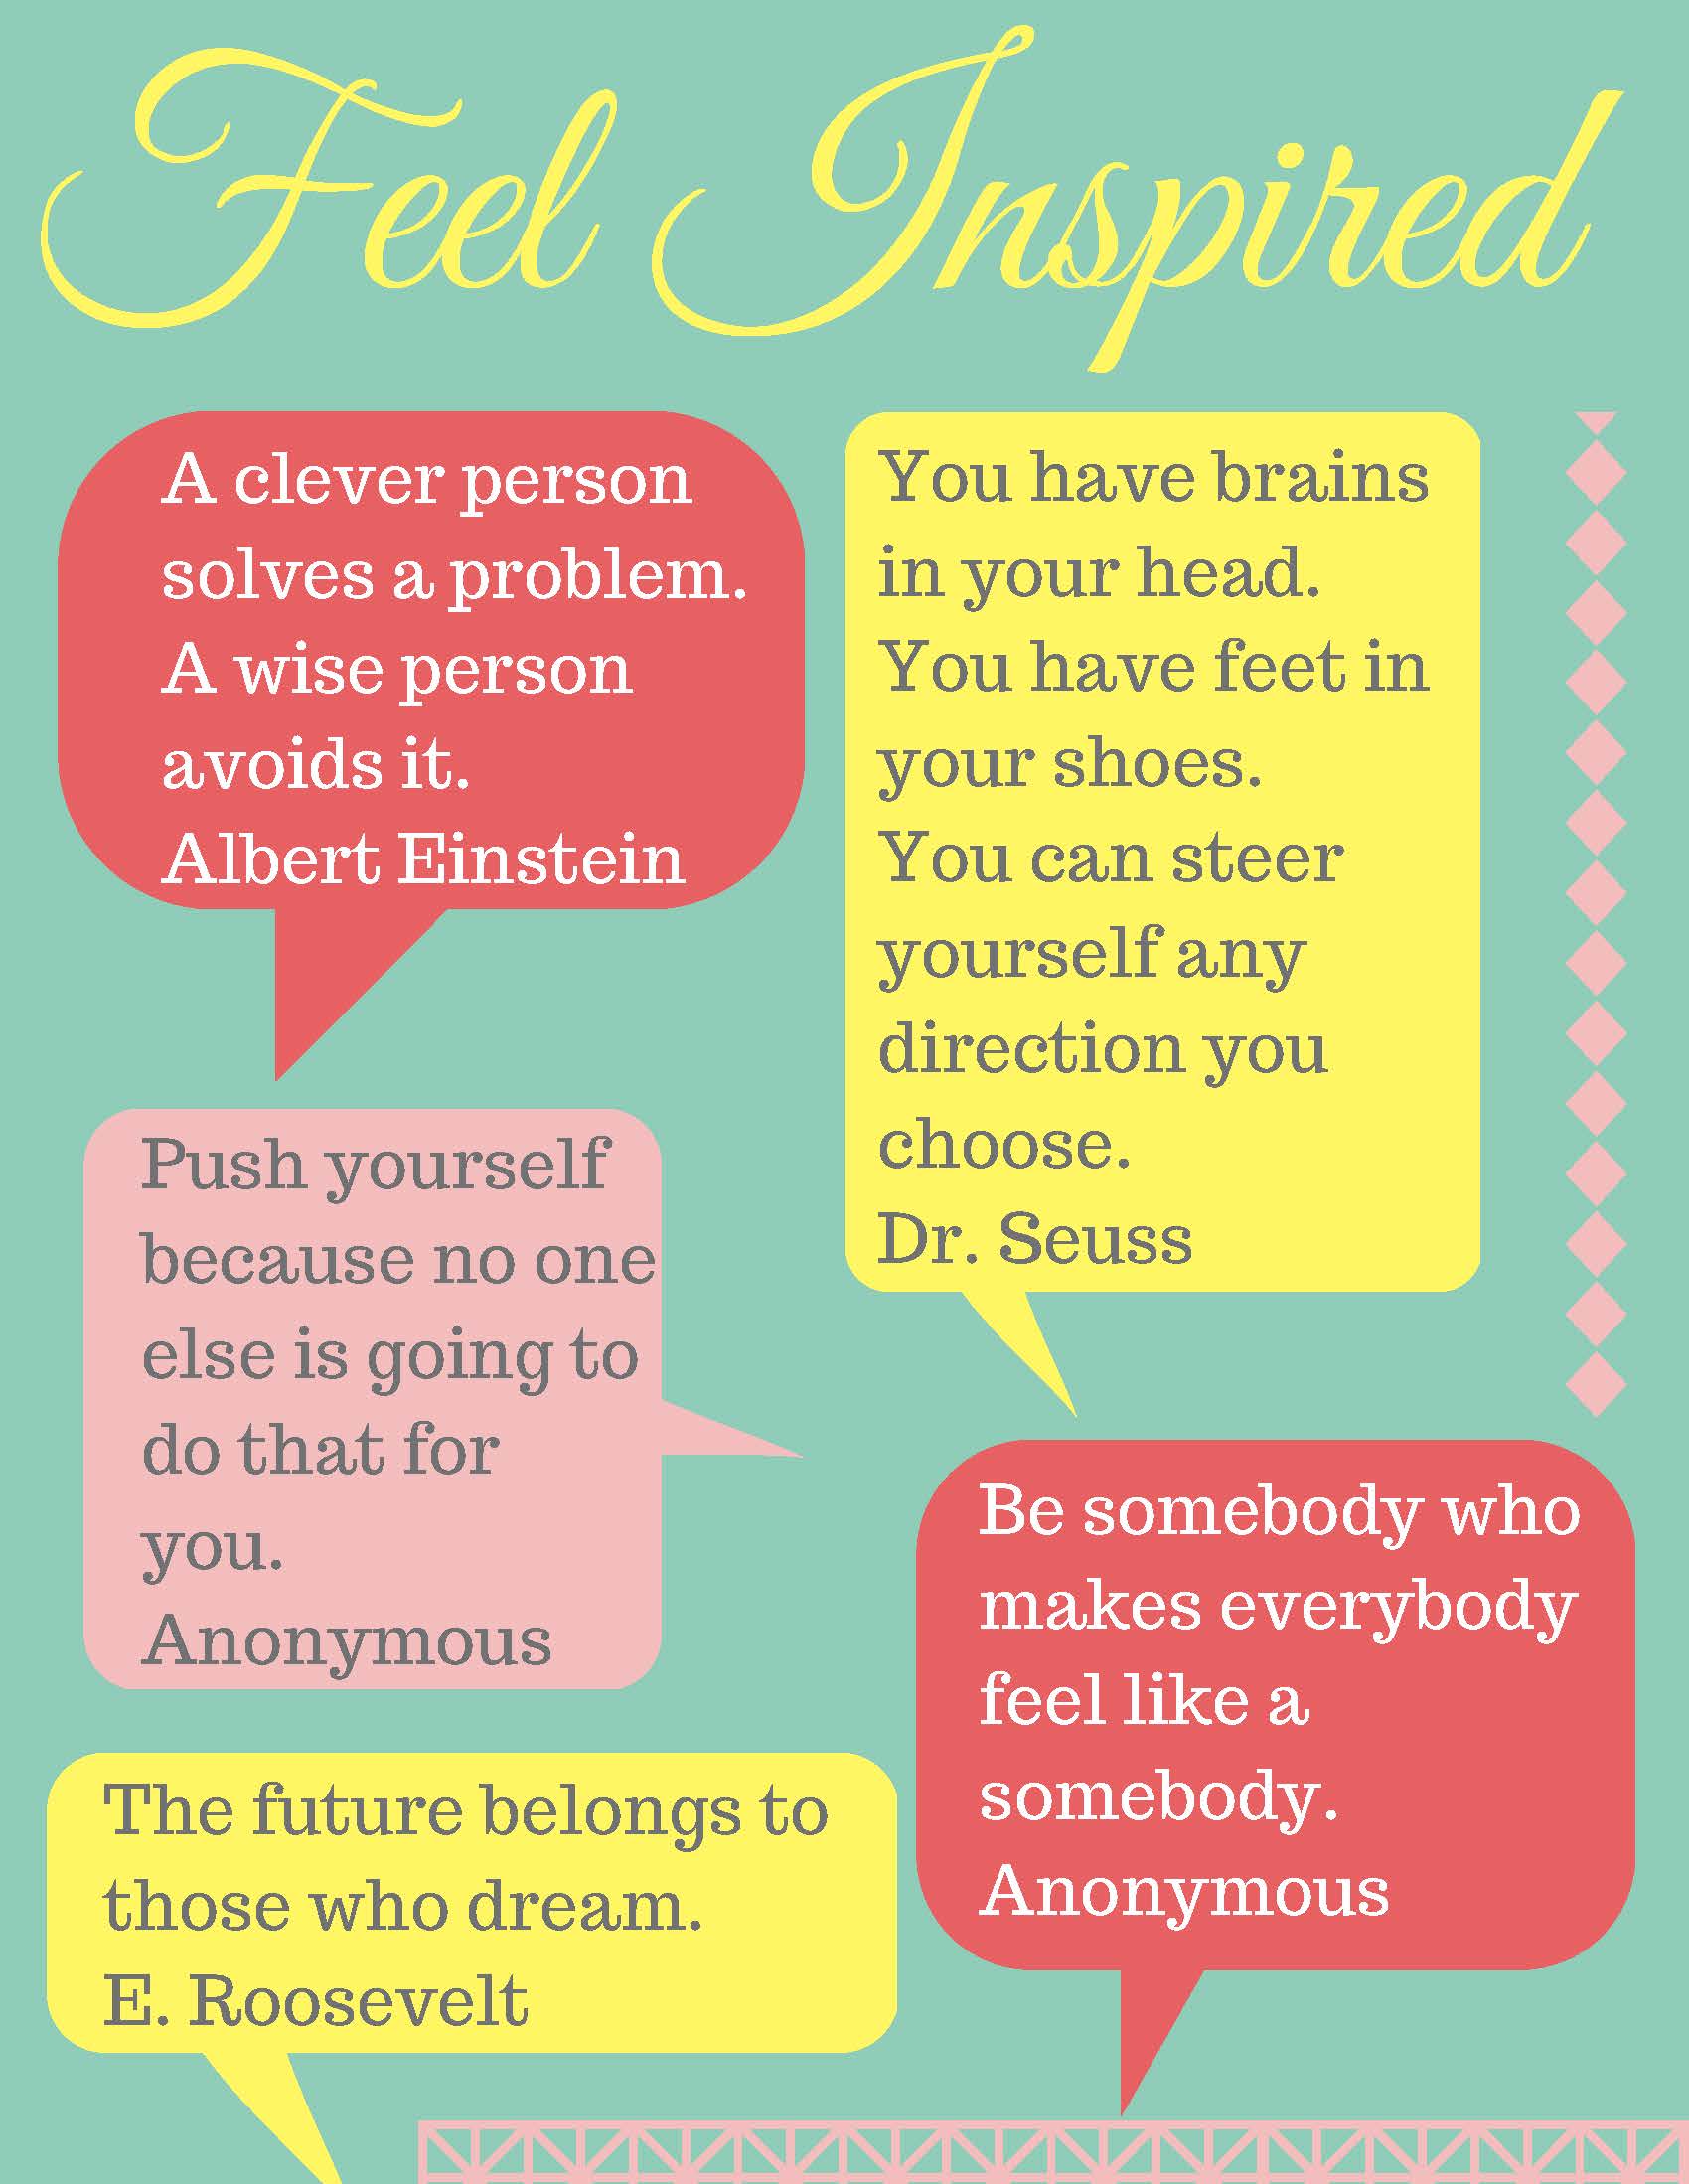 Feel Inspired
A clever person
solves a problem.
A wise person
avoids it.
Albert Einstein
You have brains
in your head.
You have feet in
your shoes.
You can steer
yourself any
direction you
choose.
Dr. Seuss
Push yourself
because no one
else is going to
do that for
you.
Anonymous
Be somebody who
makes everybody
feel like a
somebody.
Anonymous
The future belongs to
those who dream.
E. Roosevelt